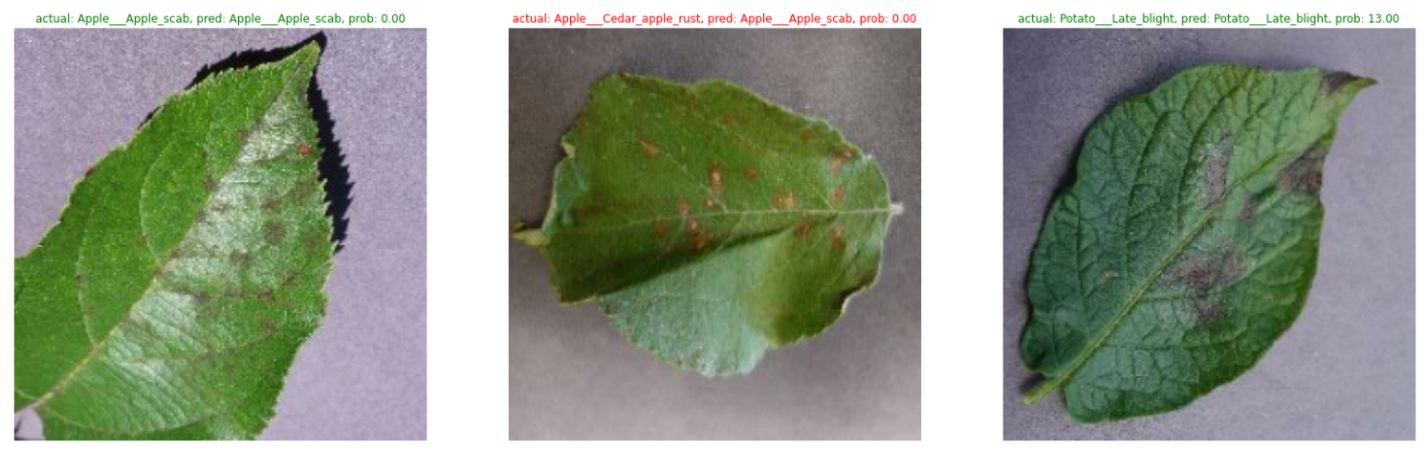 actual: Apple___Apple_scab, pred: Apple___Apple_scab, prob: 0.00
actual: Apple___Cedar_apple_rust, pred: Apple___Apple_scab, prob: 0.00
actual: Potato___Late_blight, pred: Potato___Late_blight, prob: 13.00